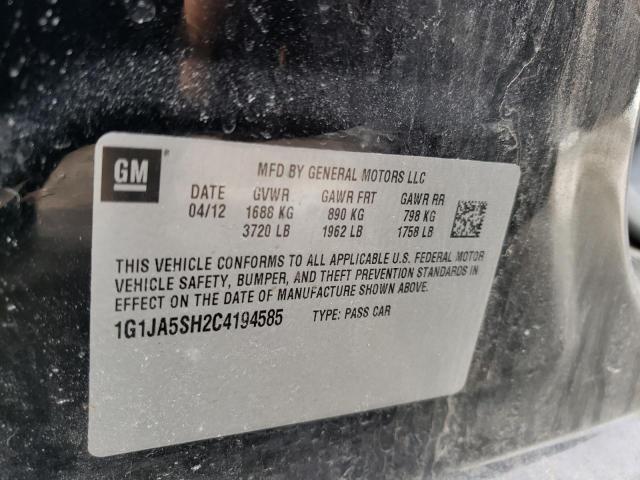 GM ® MFD BY GENERAL MOTORS LLC
DATE GVWR GAWR FRT GAWR RR
04/12 1688 KG 890 KG 798 KG
3720 LB 1962 LB 1758 LB
THIS VEHICLE CONFORMS TO ALL APPLICABLE U.S. FEDERAL MOTOR
VEHICLE SAFETY, BUMPER, AND THEFT PREVENTION STANDARDS IN
EFFECT ON THE DATE OF MANUFACTURE SHOWN ABOVE.
1G1JA5SH2C4194585 TYPE: PASS CAR